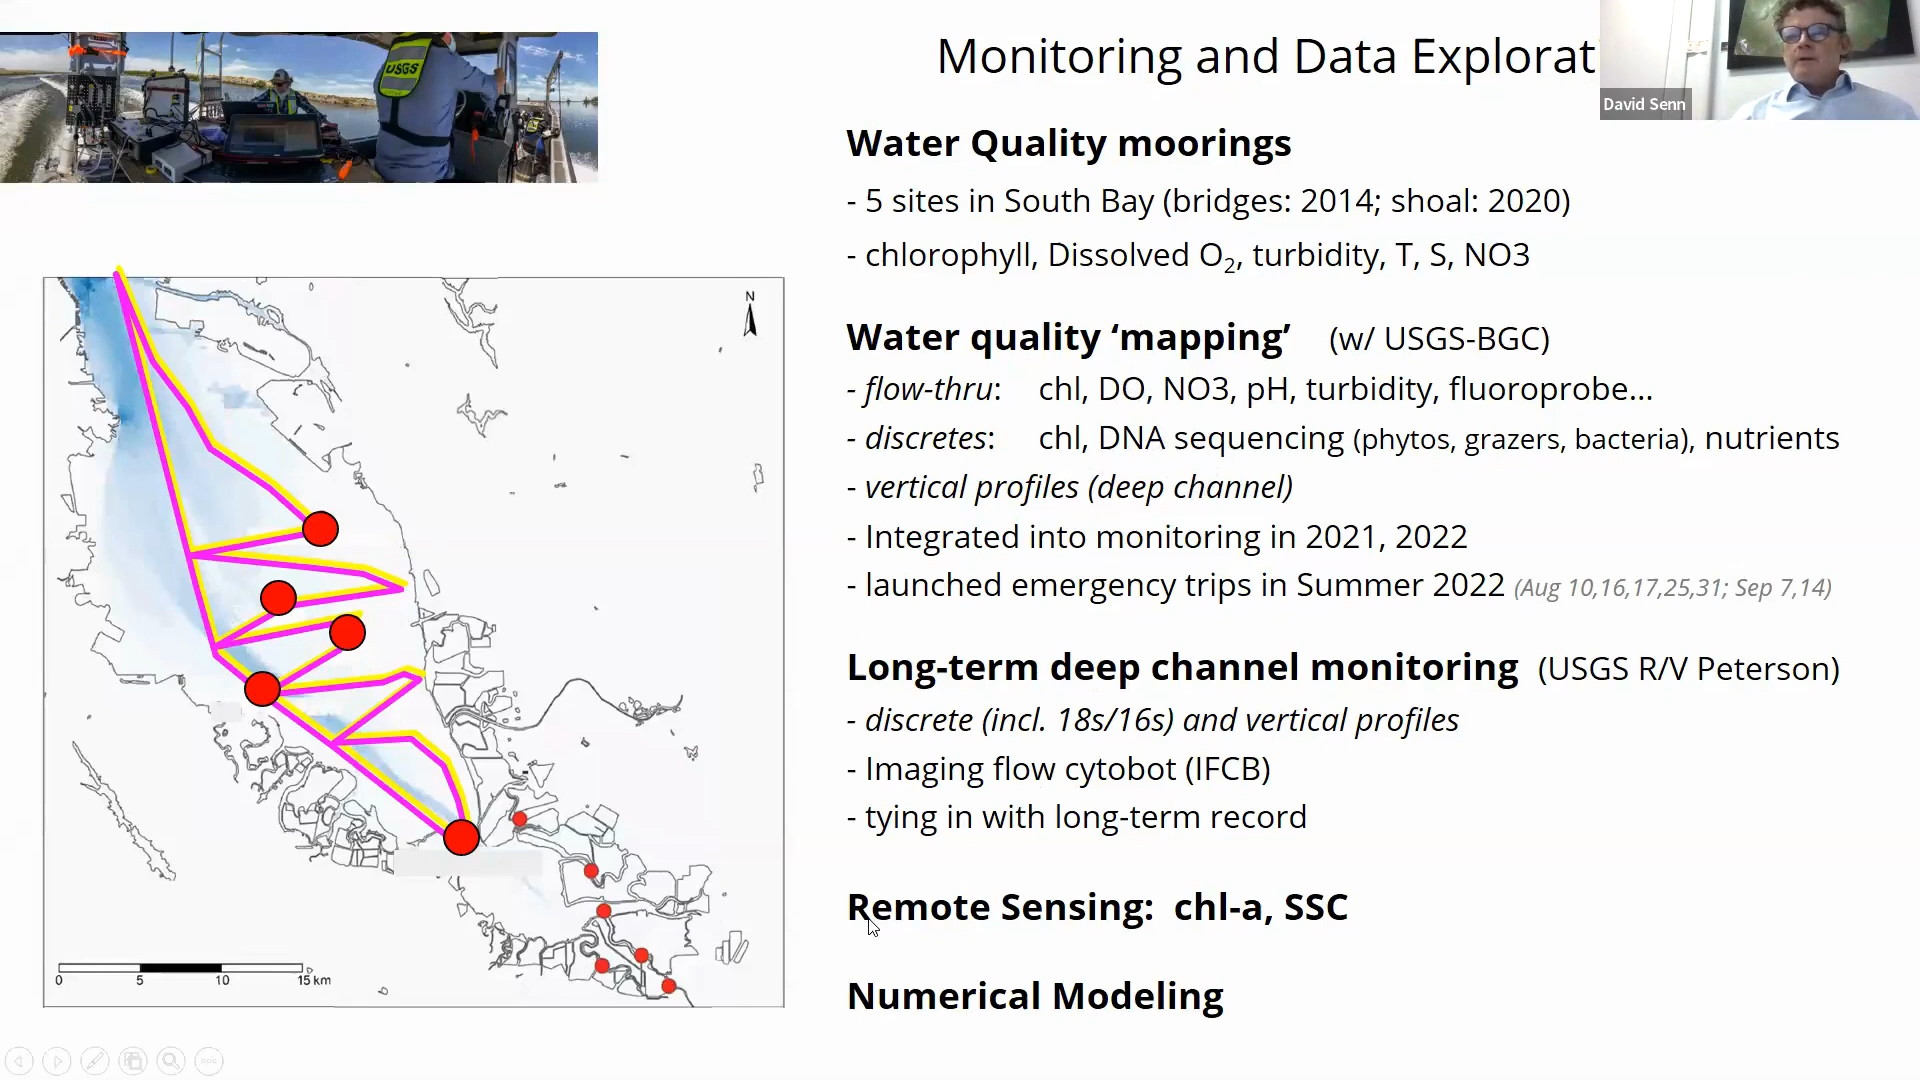 Monitoring and Data Explorat
David Senn
USGS
Water Quality moorings
- 5 sites in South Bay (bridges: 2014; shoal: 2020)
- chlorophyll, Dissolved O₂, turbidity, T, S, NO3
Water quality ‘mapping’ (w/ USGS-BGC)
- flow-thru: chl, DO, NO3, pH, turbidity, fluoroprobe...
- discretes: chl, DNA sequencing (phytos, grazers, bacteria), nutrients
- vertical profiles (deep channel)
- Integrated into monitoring in 2021, 2022
- launched emergency trips in Summer 2022 (Aug 10,16,17,25,31; Sep 7,14)
Long-term deep channel monitoring (USGS R/V Peterson)
- discrete (incl. 18s/16s) and vertical profiles
- Imaging flow cytobot (IFCB)
- tying in with long-term record
Remote Sensing: chl-a, SSC
Numerical Modeling
N
0 5 10 15 km